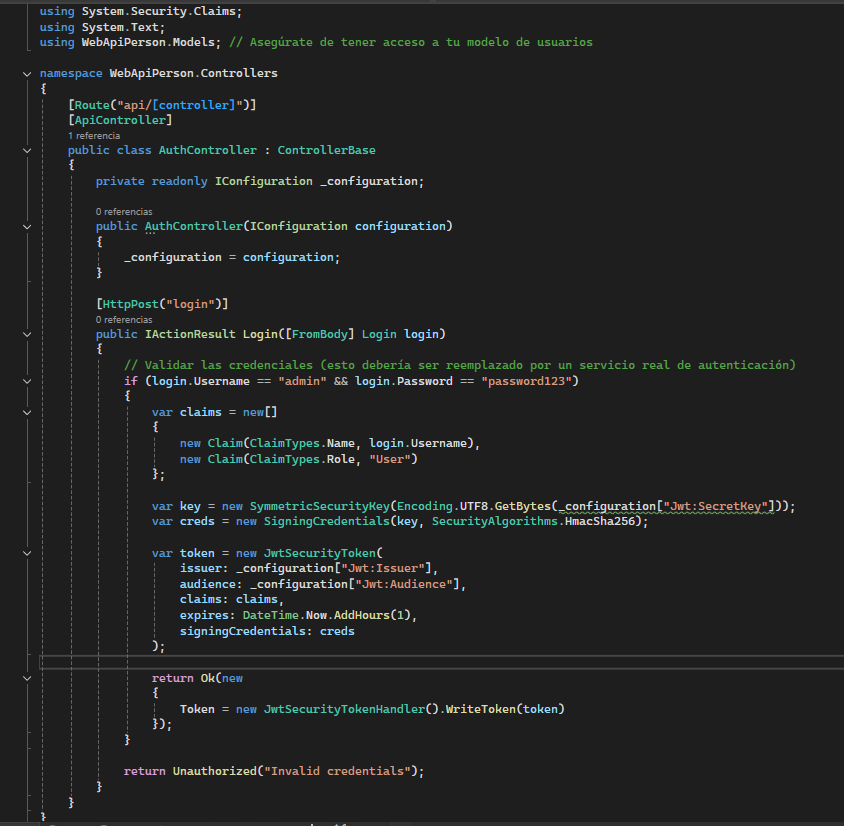 using System.Security.Claims;
using System.Text;
using WebApiPerson.Models; // Asegúrate de tener acceso a tu modelo de usuarios
namespace WebApiPerson.Controllers
{
[Route("api/[controller]")]
[ApiController]
1 referencia
public class AuthController : ControllerBase
{
private readonly IConfiguration _configuration;
0 referencias
public AuthController(IConfiguration configuration)
{
_configuration = configuration;
}
[HttpPost("login")]
0 referencias
public IActionResult Login([FromBody] Login login)
{
// Validar las credenciales (esto debería ser reemplazado por un servicio real de autenticación)
if (login.Username == "admin" && login.Password == "password123")
{
var claims = new[]
{
new Claim(ClaimTypes.Name, login.Username),
new Claim(ClaimTypes.Role, "User")
};
var key = new SymmetricSecurityKey(Encoding.UTF8.GetBytes(_configuration["Jwt:SecretKey"]));
var creds = new SigningCredentials(key, SecurityAlgorithms.HmacSha256);
var token = new JwtSecurityToken(
issuer: _configuration["Jwt:Issuer"],
audience: _configuration["Jwt:Audience"],
claims: claims,
expires: DateTime.Now.AddHours(1),
signingCredentials: creds
);
return Ok(new
{
Token = new JwtSecurityTokenHandler().WriteToken(token)
});
}
return Unauthorized("Invalid credentials");
}
}
}